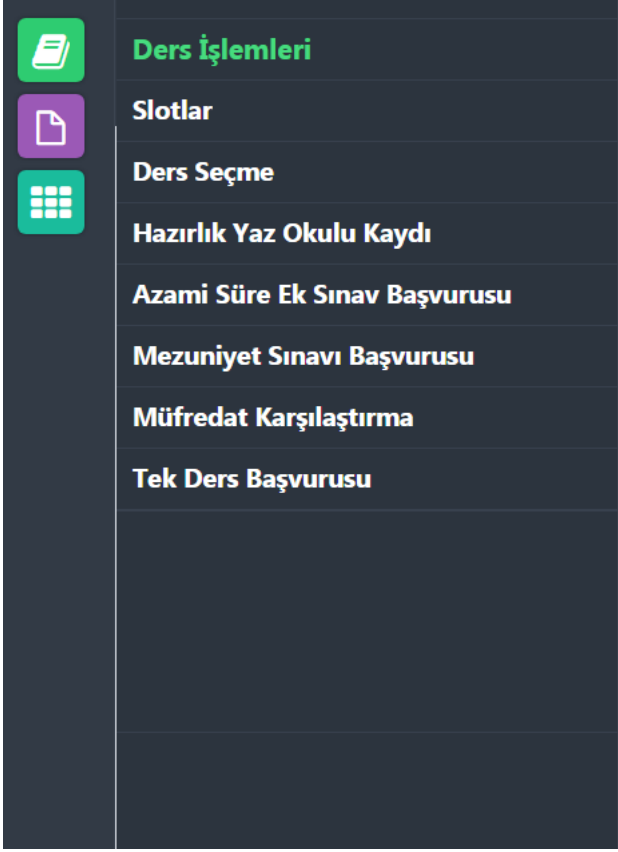 Ders İşlemleri
Slotlar
Ders Seçme
Hazırlık Yaz Okulu Kaydı
Azami Süre Ek Sınav Başvurusu
Mezuniyet Sınavı Başvurusu
Müfredat Karşılaştırma
Tek Ders Başvurusu